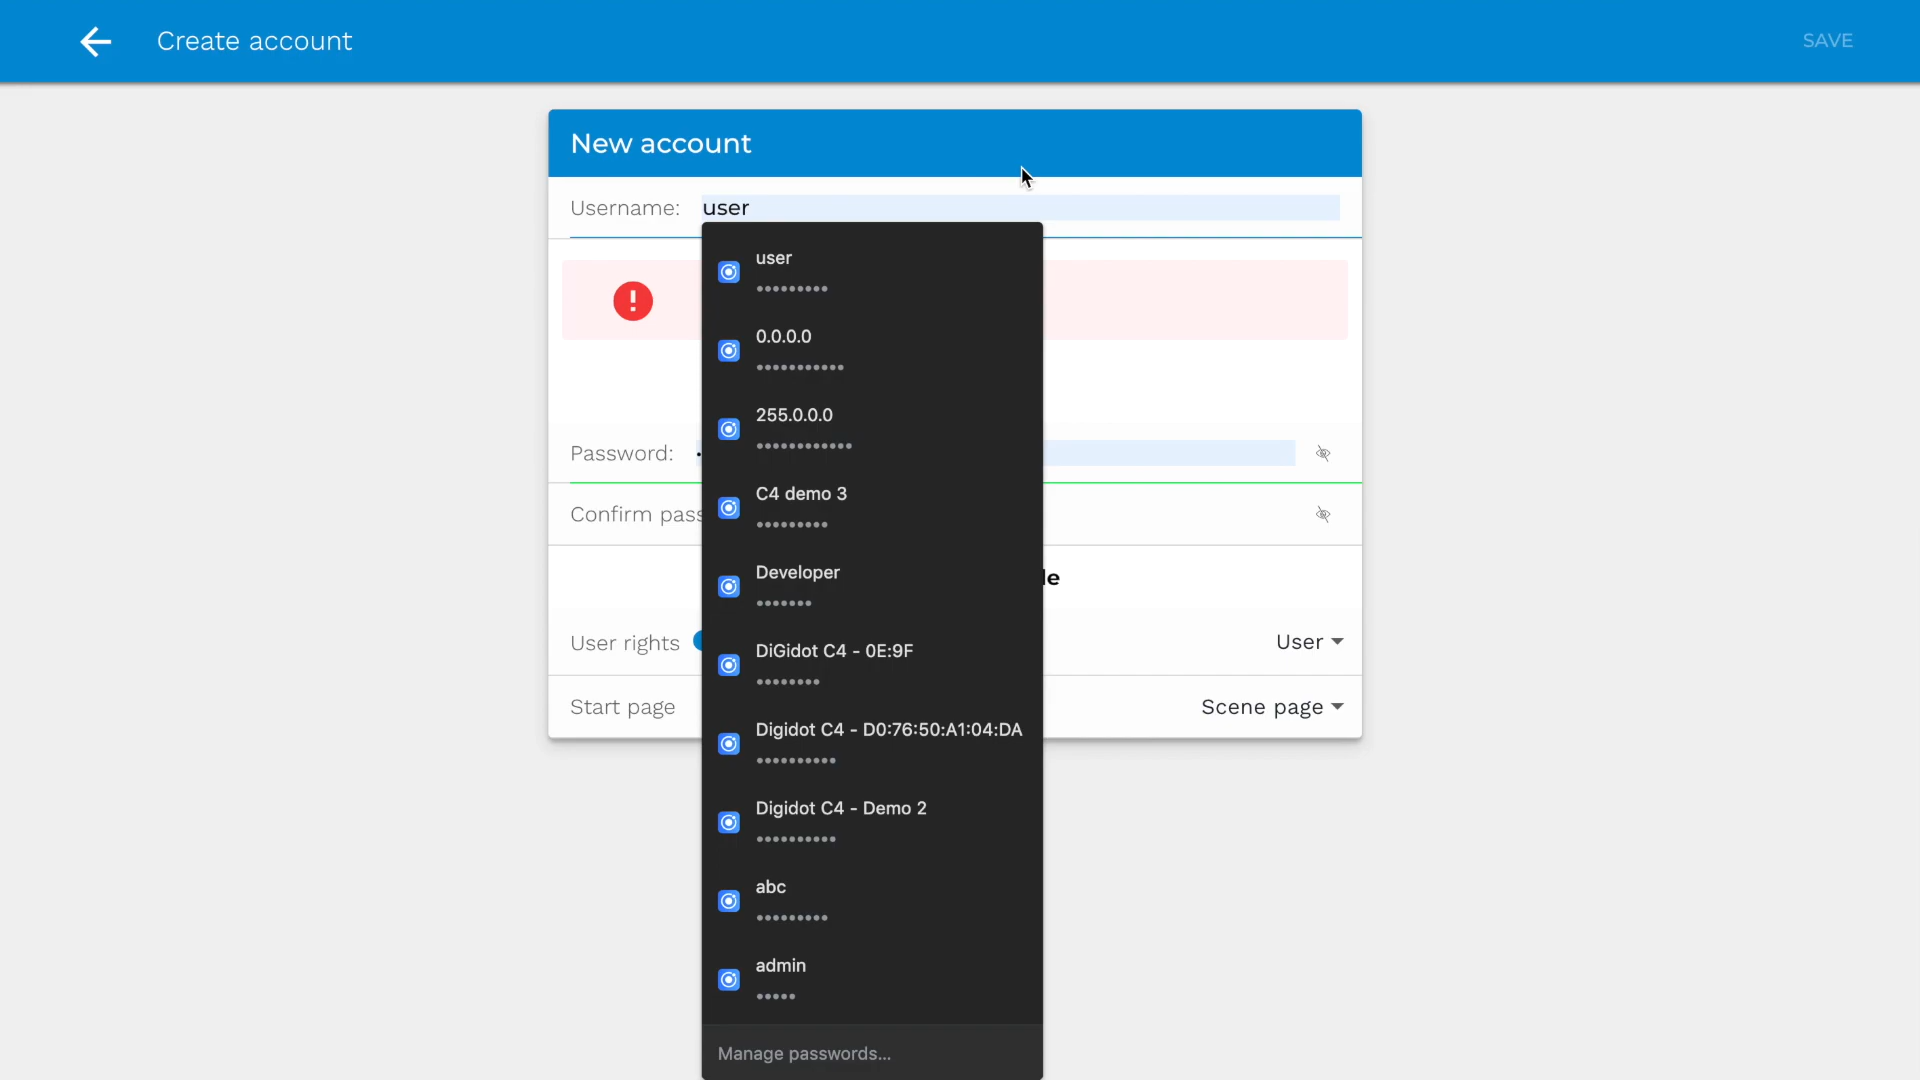 Create account
SAVE
New account
Username: user
user
•••••••••
0.0.0.0
•••••••••••
255.0.0.0
••••••••••••
Password: •
C4 demo 3
•••••••••
Confirm pass
Developer
•••••••
le
User rights
User
DiGidot C4 - 0E:9F
••••••••
Start page
Scene page
Digidot C4 - D0:76:50:A1:04:DA
••••••••••
Digidot C4 - Demo 2
••••••••••
abc
•••••••••
admin
•••••
Manage passwords...